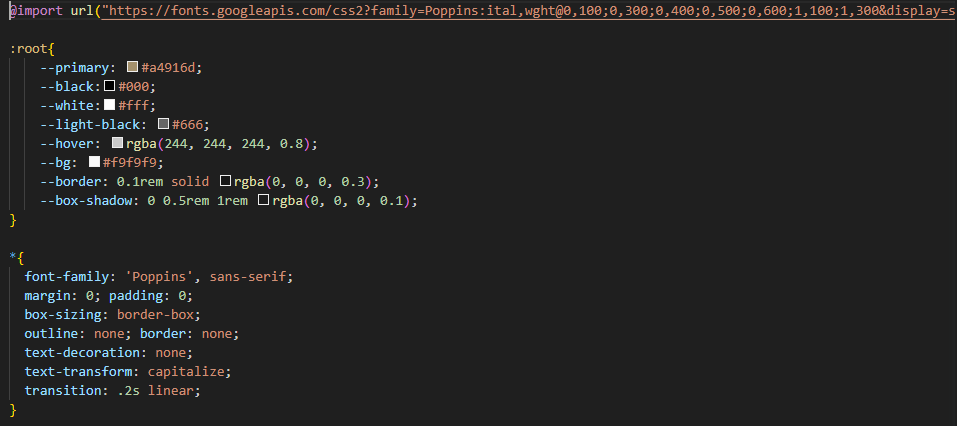 @import url("https://fonts.googleapis.com/css2?family=Poppins:ital,wght@0,100;0,300;0,400;0,500;0,600;1,100;1,300&display=s
:root{
--primary: #a4916d;
--black: #000;
--white: #fff;
--light-black: #666;
--hover: rgba(244, 244, 244, 0.8);
--bg: #f9f9f9;
--border: 0.1rem solid rgba(0, 0, 0, 0.3);
--box-shadow: 0 0.5rem 1rem rgba(0, 0, 0, 0.1);
}
*{
font-family: 'Poppins', sans-serif;
margin: 0; padding: 0;
box-sizing: border-box;
outline: none; border: none;
text-decoration: none;
text-transform: capitalize;
transition: .2s linear;
}